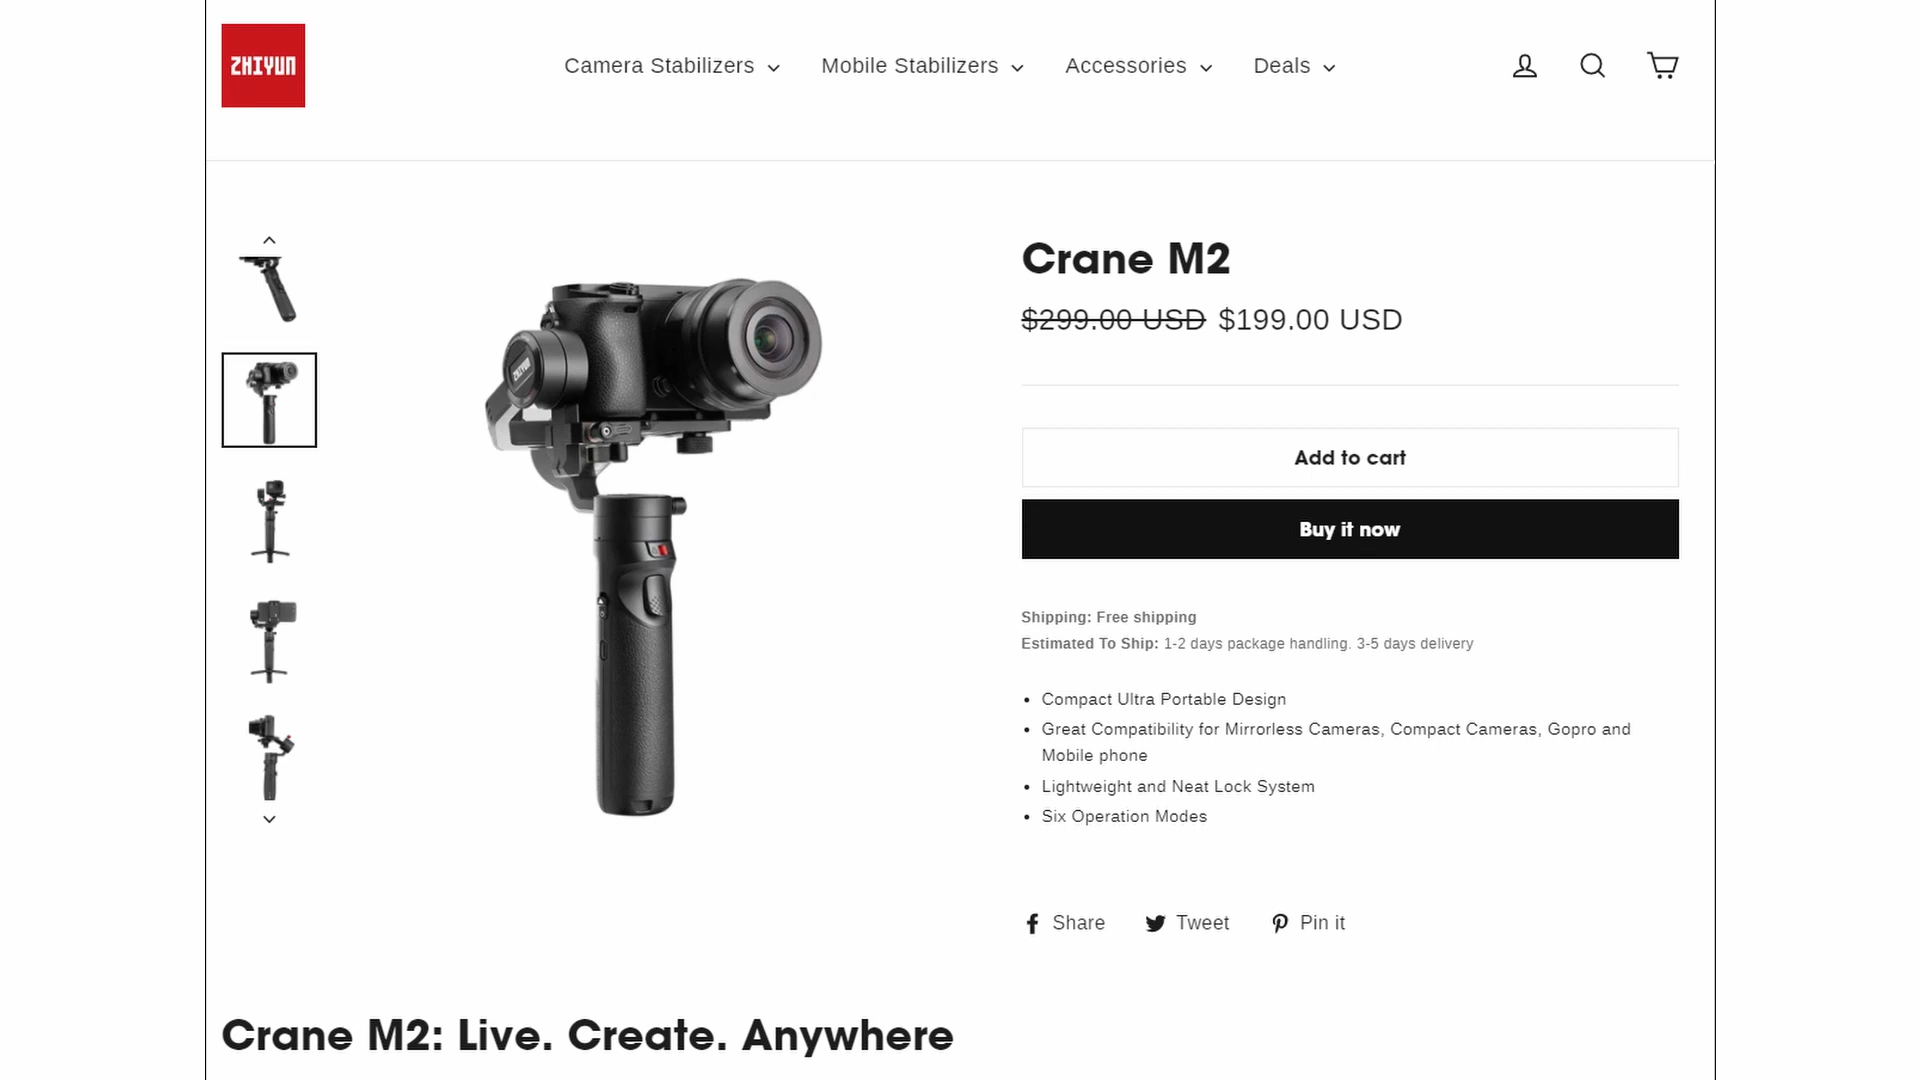 ZHIYUN
Camera Stabilizers
Mobile Stabilizers
Accessories
Deals
Crane M2
$299.00 USD $199.00 USD
ZHIYUN
Add to cart
Buy it now
Shipping: Free shipping
Estimated To Ship: 1-2 days package handling. 3-5 days delivery
• Compact Ultra Portable Design
• Great Compatibility for Mirrorless Cameras, Compact Cameras, Gopro and
Mobile phone
• Lightweight and Neat Lock System
• Six Operation Modes
Share
Tweet
Pin it
Crane M2: Live. Create. Anywhere